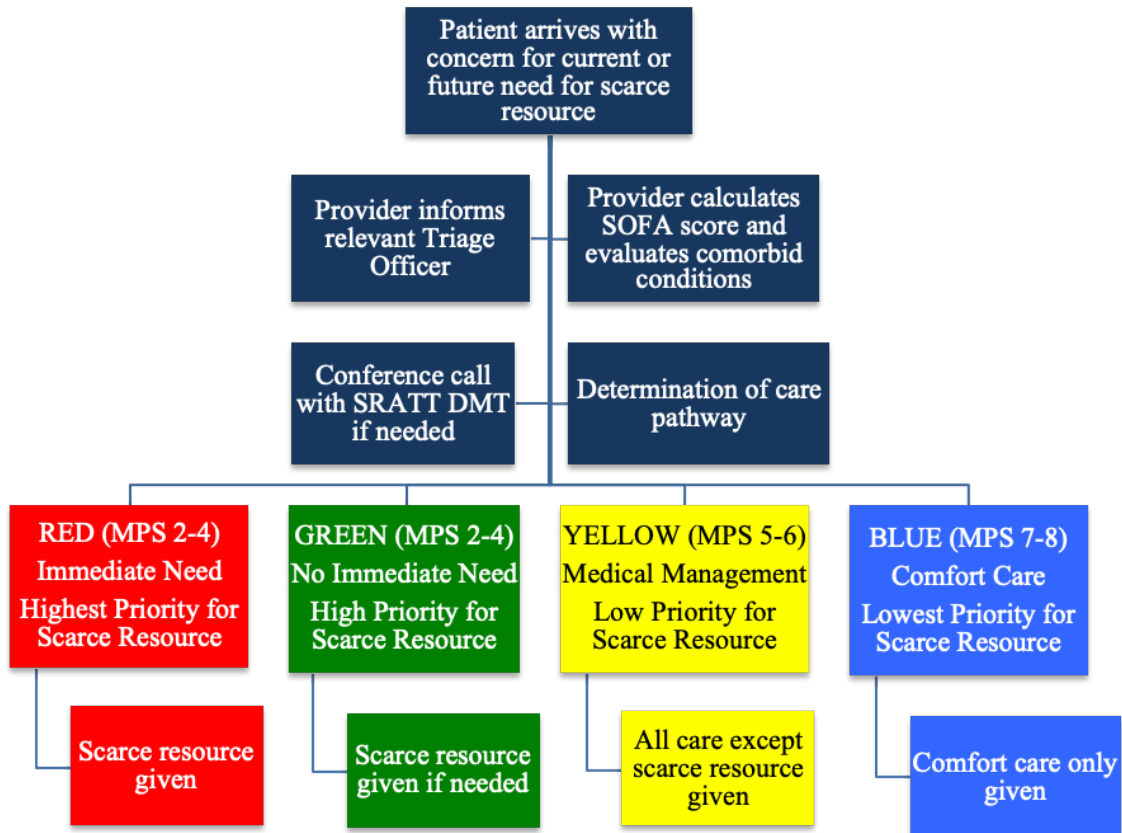 Patient arrives with
concern for current or
future need for scarce
resource
Provider informs
relevant Triage
Officer
Provider calculates
SOFA score and
evaluates comorbid
conditions
Conference call
with SRATT DMT
if needed
Determination of care
pathway
RED (MPS 2-4)
Immediate Need
Highest Priority for
Scarce Resource
GREEN (MPS 2-4)
No Immediate Need
High Priority for
Scarce Resource
YELLOW (MPS 5-6)
Medical Management
Low Priority for
Scarce Resource
BLUE (MPS 7-8)
Comfort Care
Lowest Priority for
Scarce Resource
Scarce resource
given
Scarce resource
given if needed
All care except
scarce resource
given
Comfort care only
given